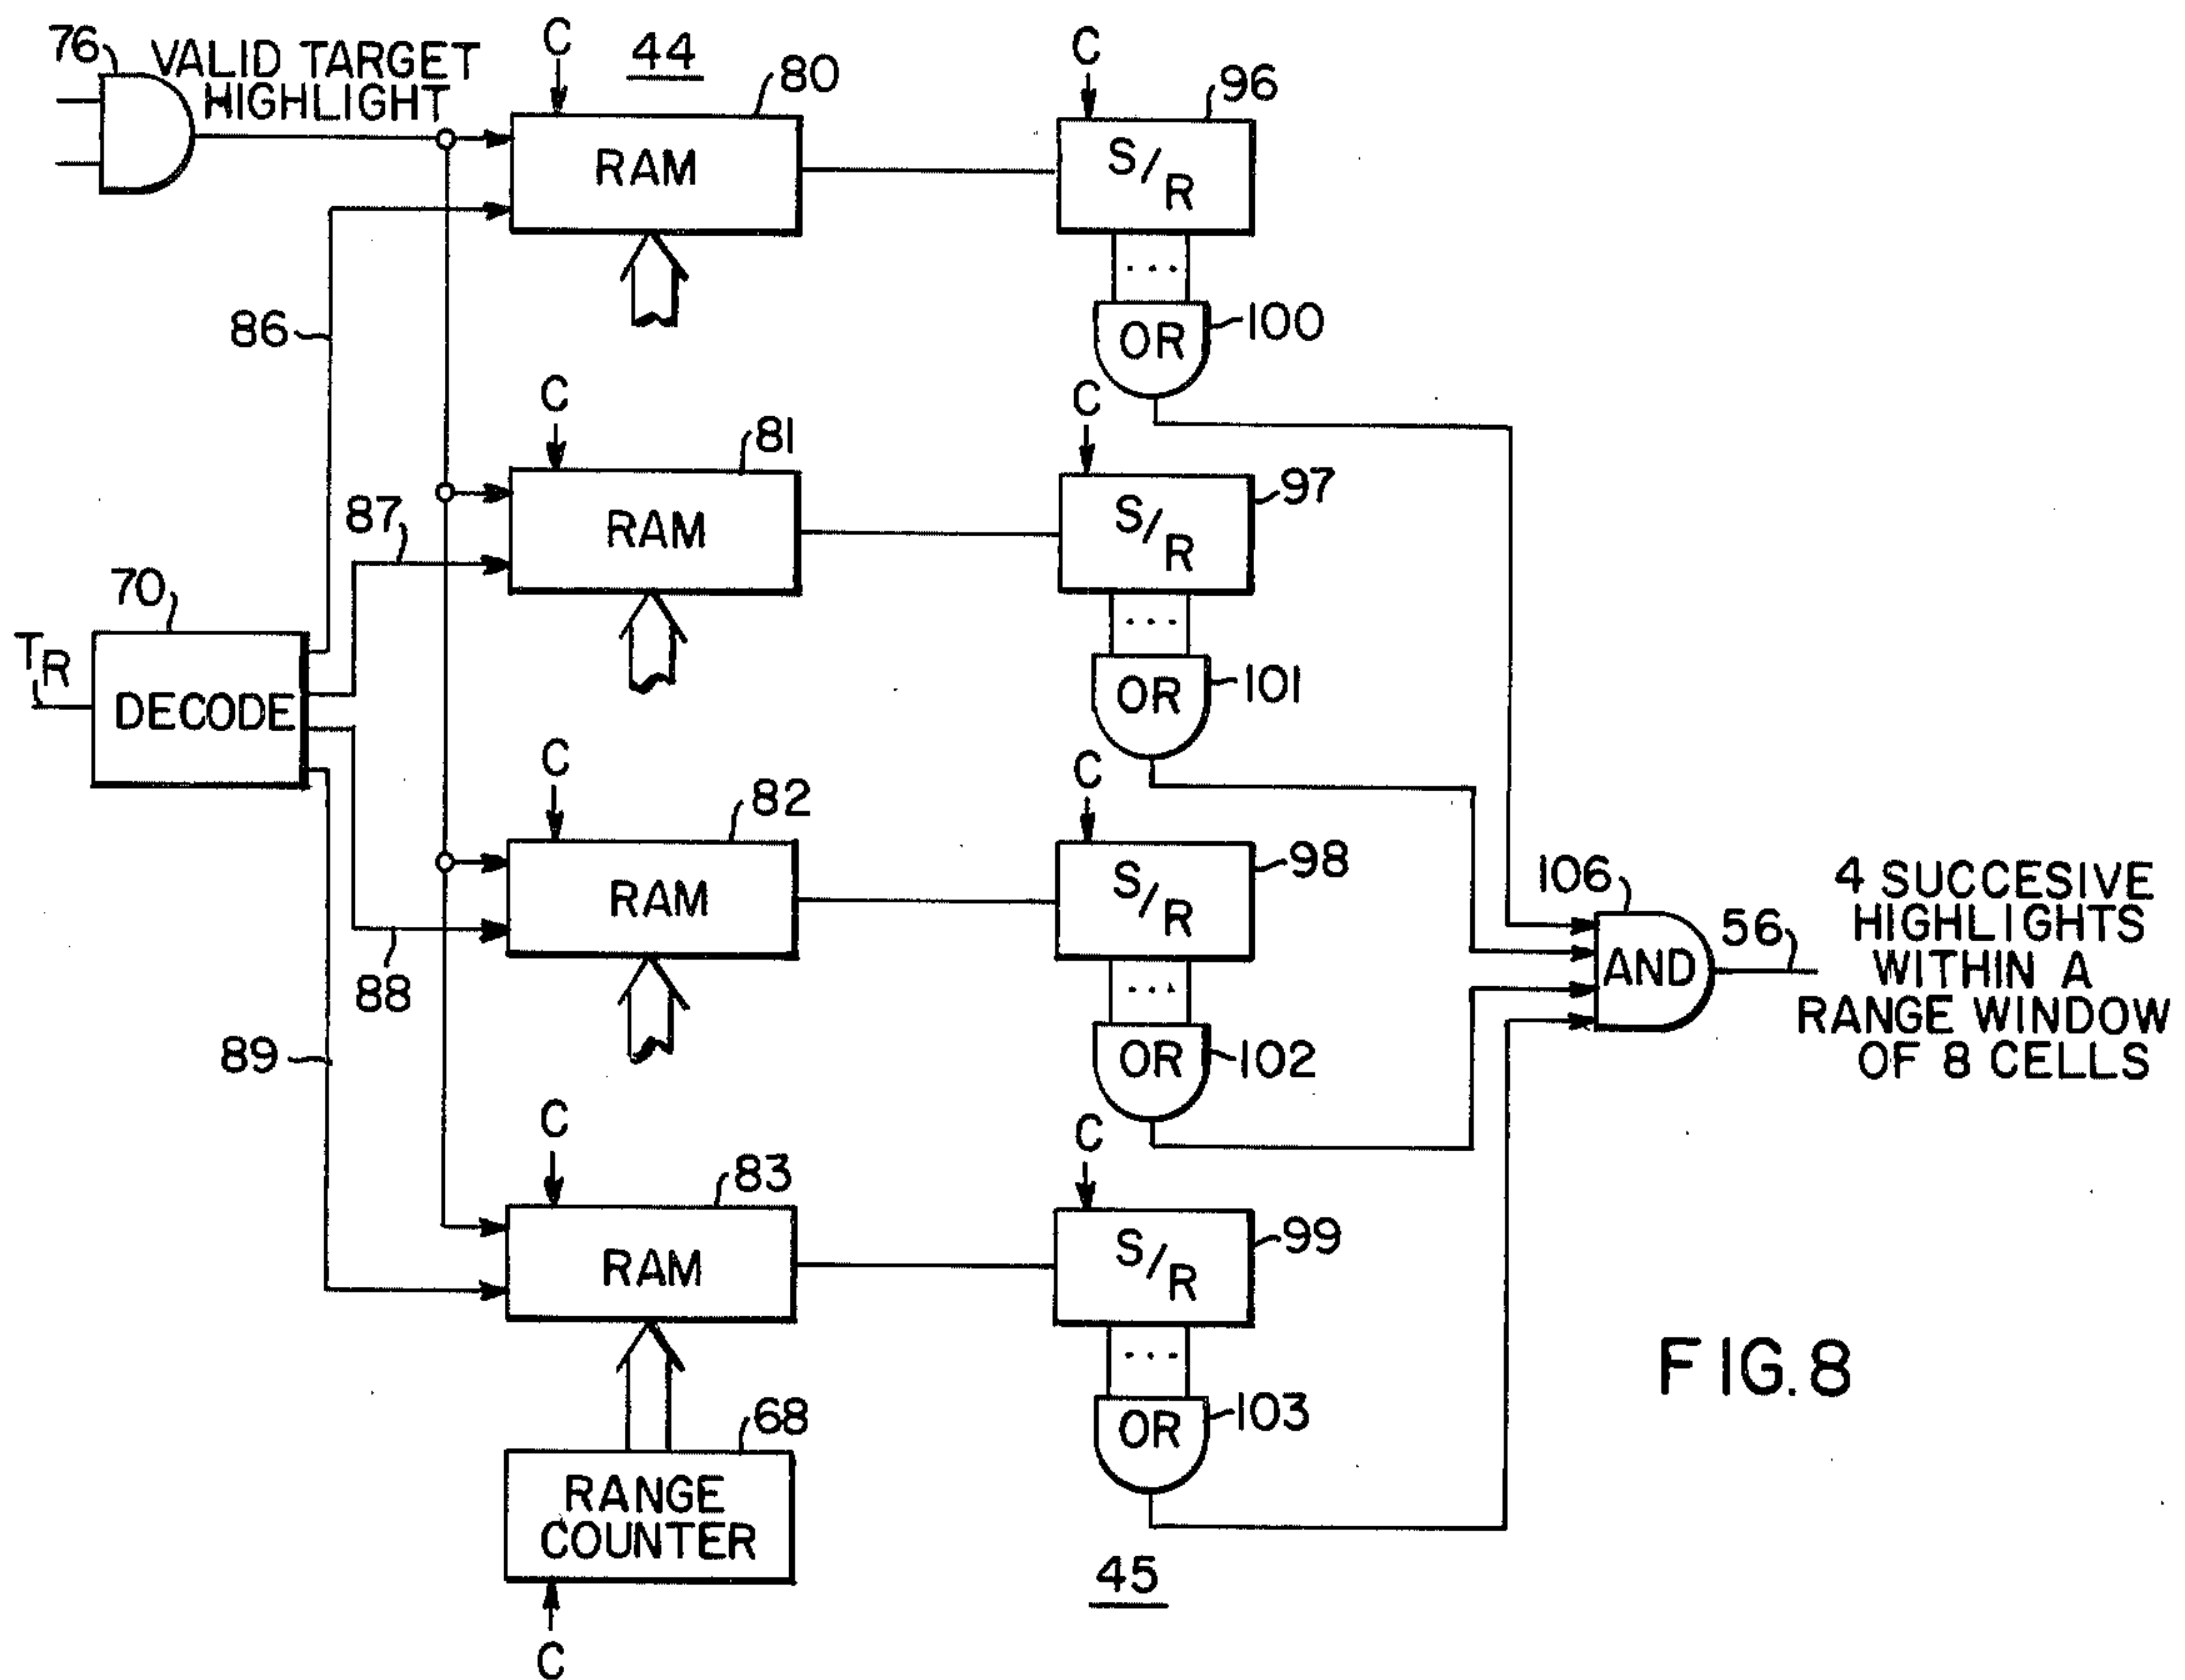 76
VALID TARGET
HIGHLIGHT
C
44
80
RAM
C
96
S/R
OR
100
86
C
81
RAM
87
C
97
S/R
OR
101
70
TR
DECODE
C
82
RAM
88
C
98
S/R
OR
102
89
C
83
RAM
C
99
S/R
OR
103
68
RANGE
COUNTER
C
45
106
AND
56
4 SUCCESIVE
HIGHLIGHTS
WITHIN A
RANGE WINDOW
OF 8 CELLS
FIG. 8